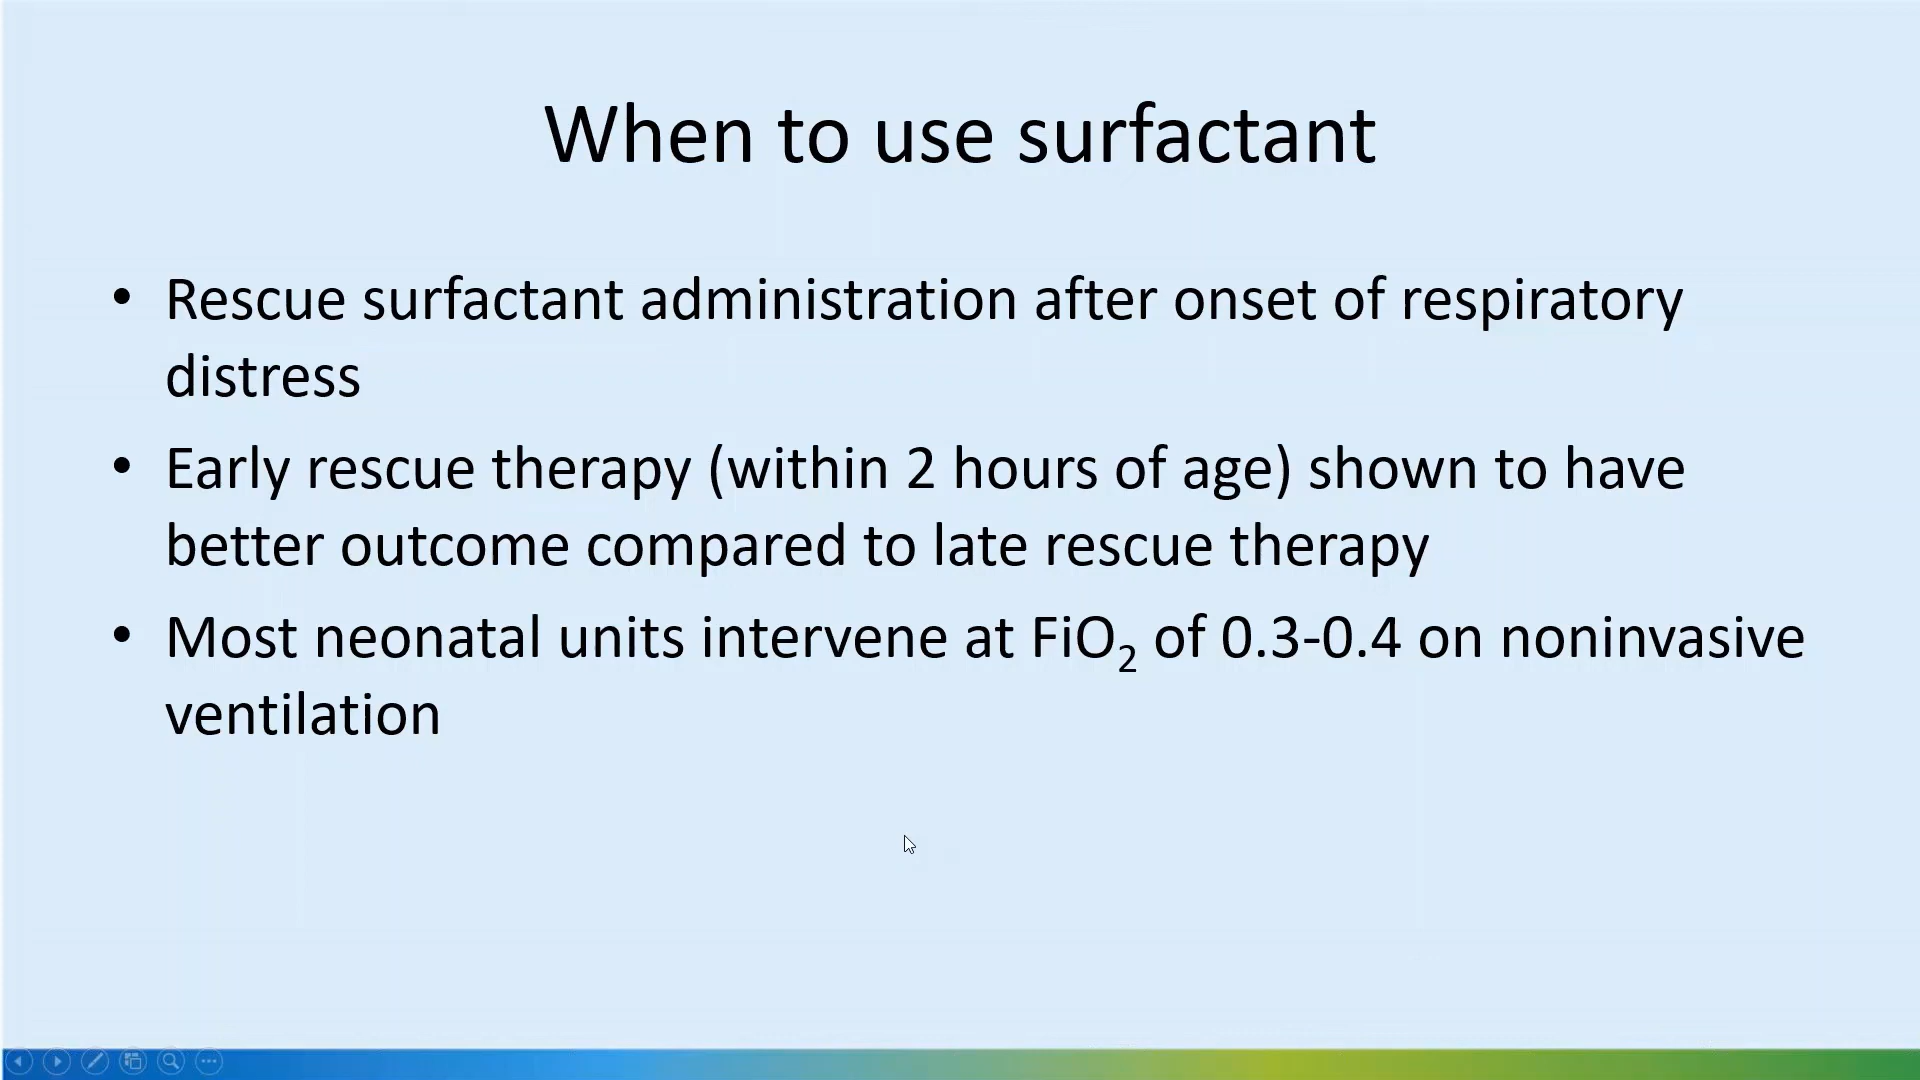 When to use surfactant
• Rescue surfactant administration after onset of respiratory
distress
• Early rescue therapy (within 2 hours of age) shown to have
better outcome compared to late rescue therapy
• Most neonatal units intervene at FiO₂ of 0.3-0.4 on noninvasive
ventilation